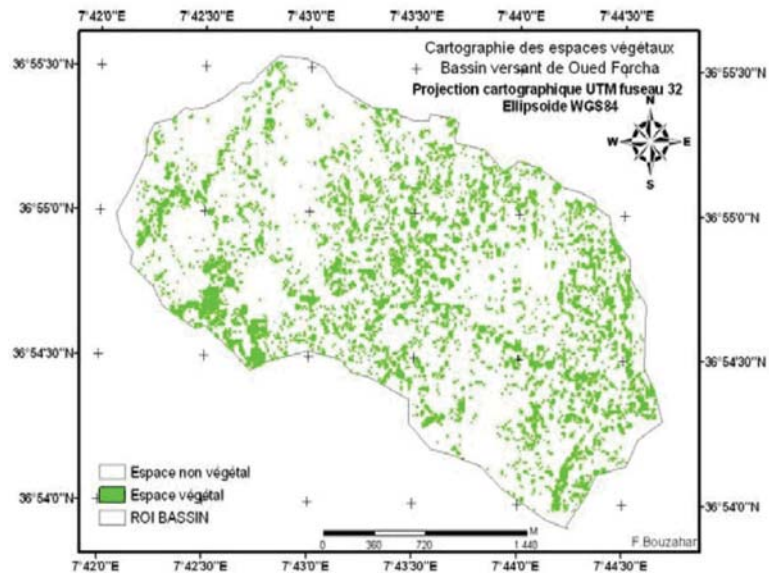 7°42'0"E 7°42'30"E 7°43'0"E 7°43'30"E 7°44'0"E 7°44'30"E
Cartographie des espaces végétaux
Bassin versant de Oued Forcha
Projection cartographique UTM fuseau 32
Ellipsoide WGS84
N
W E
S
36°55'30"N 36°55'30"N
36°55'0"N 36°55'0"N
36°54'30"N 36°54'30"N
36°54'0"N 36°54'0"N
Espace non végétal
Espace végétal
ROI BASSIN
M
0 360 720 1 440
F Bouzahar
7°42'0"E 7°42'30"E 7°43'0"E 7°43'30"E 7°44'0"E 7°44'30"E